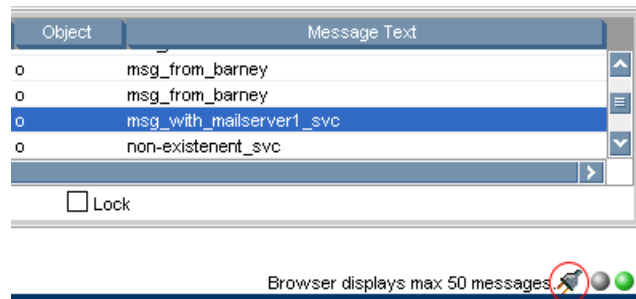 Object Message Text
o msg_from_barney
o msg_from_barney
o msg_with_mailserver1_svc
o non-existenent_svc
Lock
Browser displays max 50 messages.